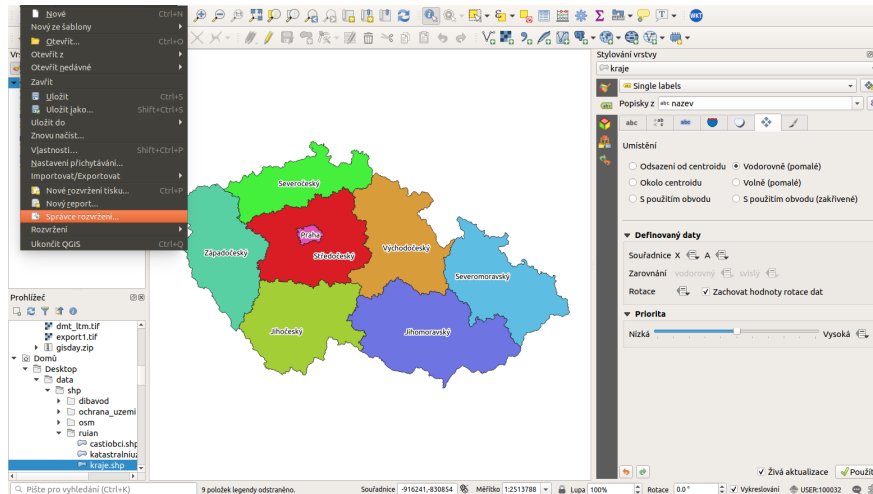 Nové Ctrl+N
Nový ze šablony
Otevřít... Ctrl+O
Otevřít z
Otevřít nedávné
Zavřít
Uložit Ctrl+S
Uložit jako... Shift+Ctrl+S
Uložit do
Znovu načíst...
Vlastnosti... Shift+Ctrl+P
Nastavení přichytávání...
Importovat/Exportovat
Nové rozvržení tisku... Ctrl+P
Nový report...
Správce rozvržení...
Rozvržení
Ukončit QGIS Ctrl+Q
Severočeský
Praha
Západočeský
Středočeský
Východočeský
Severomoravský
Jihočeský
Jihomoravský
Stylování vrstvy
kraje
Single labels
Popisky z abc nazev
Umístění
Odsazení od centroidu
Vodorovně (pomalé)
Okolo centroidu
Volně (pomalé)
S použitím obvodu
S použitím obvodu (zakřivené)
Definovaný daty
Souřadnice X A
Zarovnání vodorovný svislý
Rotace Zachovat hodnoty rotace dat
Priorita
Nízká Vysoká
Živá aktualizace
Prohlížeč
dmt_ltm.tif
export1.tif
gisday.zip
Domů
Desktop
data
shp
dibavod
ochrana_uzemi
osm
ruian
castiobci.shp
kraje.shp
Pište pro vyhledání (Ctrl+K)
9 položek legendy odstraněno.
Souřadnice -916241,-830854
Měřítko 1:2513788
Lupa 100%
Rotace 0.0°
Vykreslování
USER:100032